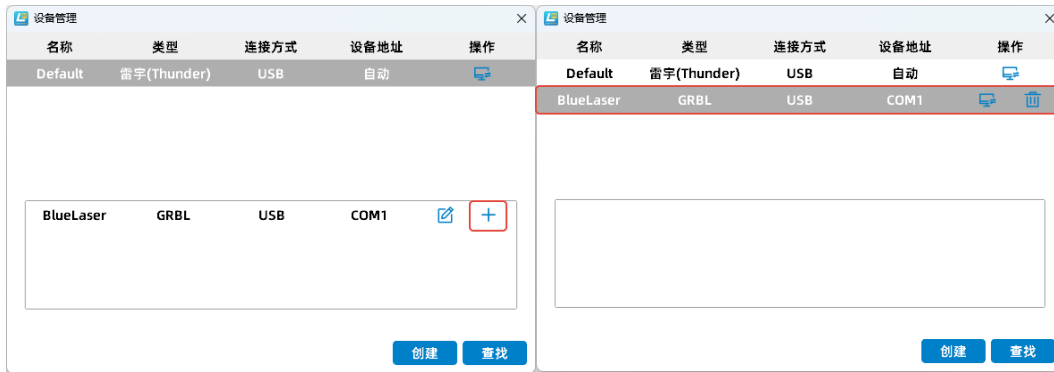 设备管理
名称 类型 连接方式 设备地址 操作
Default 雷宇(Thunder) USB 自动
BlueLaser GRBL USB COM1
创建 查找
设备管理
名称 类型 连接方式 设备地址 操作
Default 雷宇(Thunder) USB 自动
BlueLaser GRBL USB COM1
创建 查找